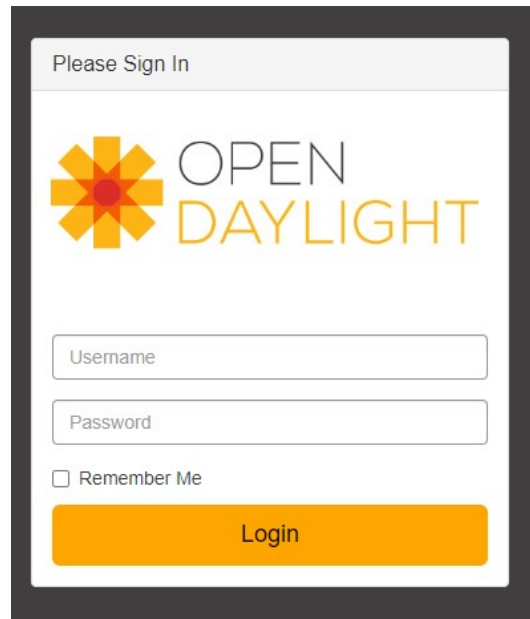 Please Sign In
OPEN
DAYLIGHT
Username
Password
Remember Me
Login